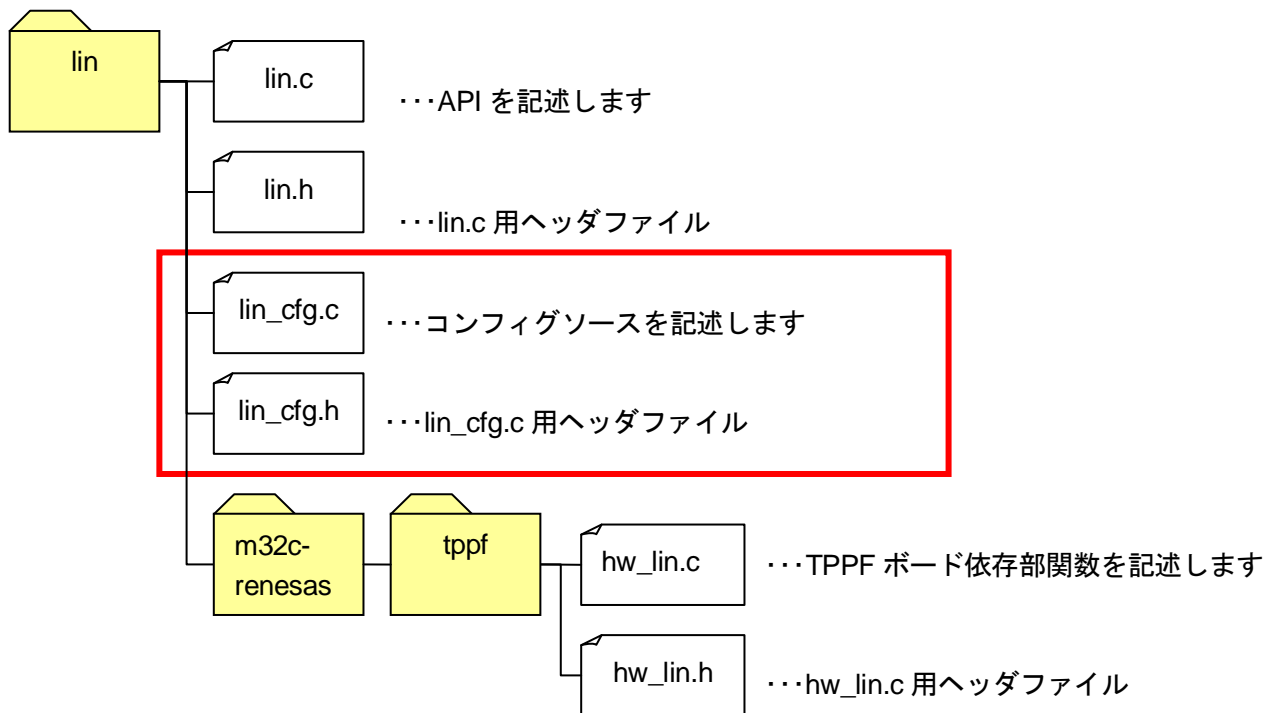 lin
lin.c
･･･API を記述します
lin.h
･･･lin.c 用ヘッダファイル
lin_cfg.c
･･･コンフィグソースを記述します
lin_cfg.h
･･･lin_cfg.c 用ヘッダファイル
m32c-
renesas
tppf
hw_lin.c
･･･TPPF ボード依存部関数を記述します
hw_lin.h
･･･hw_lin.c 用ヘッダファイル